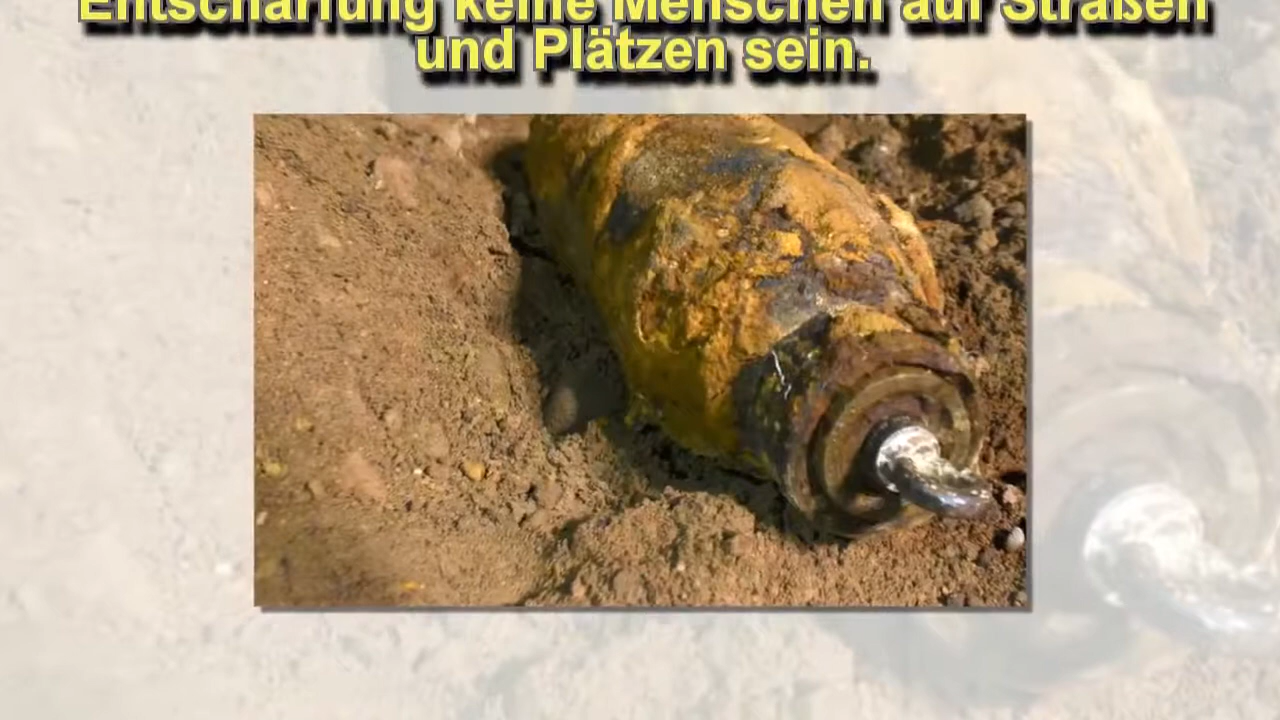 Entschärfung keine Menschen auf Straßen
und Plätzen sein.